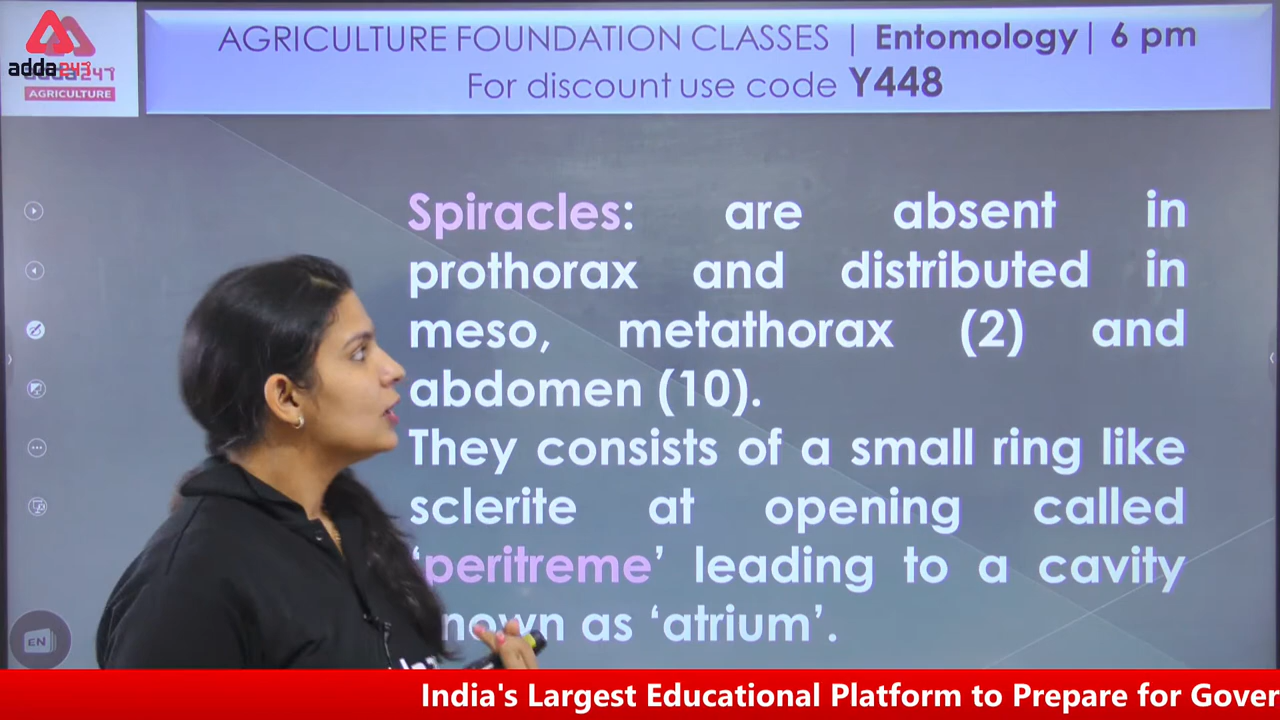 AGRICULTURE FOUNDATION CLASSES | Entomology| 6 pm
For discount use code Y448
adda247
adda247
AGRICULTURE
Spiracles: are absent in
prothorax and distributed in
meso, metathorax (2) and
abdomen (10).
They consists of a small ring like
sclerite at opening called
‘peritreme’ leading to a cavity
nown as ‘atrium’.
EN
India's Largest Educational Platform to Prepare for Gover